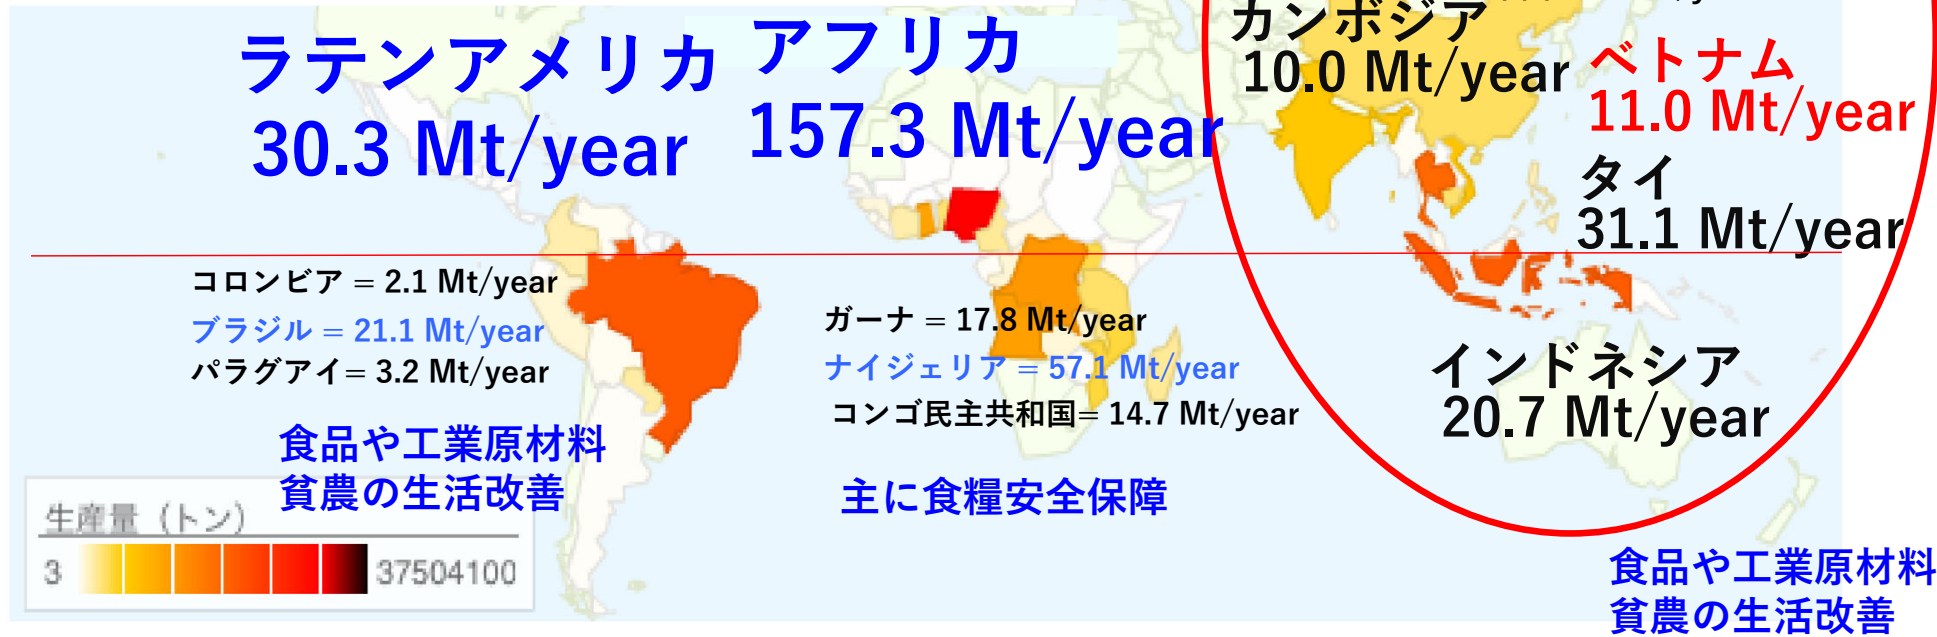 ラテンアメリカ
30.3 Mt/year
アフリカ
157.3 Mt/year
カンボジア
10.0 Mt/year
ベトナム
11.0 Mt/year
タイ
31.1 Mt/year
インドネシア
20.7 Mt/year
コロンビア = 2.1 Mt/year
ブラジル = 21.1 Mt/year
パラグアイ= 3.2 Mt/year
ガーナ = 17.8 Mt/year
ナイジェリア = 57.1 Mt/year
コンゴ民主共和国= 14.7 Mt/year
食品や工業原材料
貧農の生活改善
主に食糧安全保障
生産量（トン）
3 37504100
食品や工業原材料
貧農の生活改善